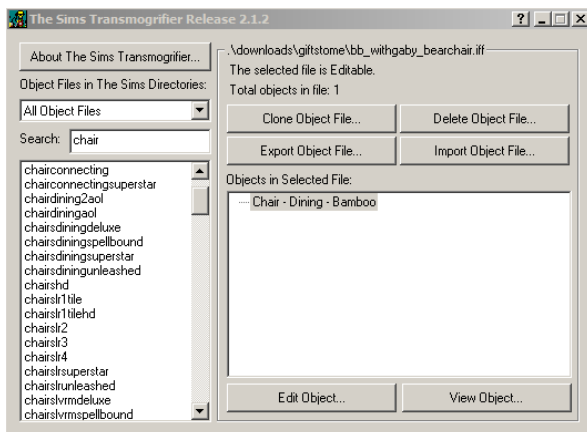 The Sims Transmogrifier Release 2.1.2
About The Sims Transmogrifier...
Object Files in The Sims Directories:
All Object Files
Search: chair
chairconnecting
chairconnectingsuperstar
chairdining2aol
chairdiningaol
chairsdiningdeluxe
chairsdiningspellbound
chairsdiningsuperstar
chairsdiningunleashed
chairshd
chairslr1tile
chairslr1tilehd
chairslr2
chairslr3
chairslr4
chairslrsuperstar
chairslrunleashed
chairslvrmdeluxe
chairslvrmspellbound
.\downloads\giftstome\bb_withgaby_bearchair.iff
The selected file is Editable.
Total objects in file: 1
Clone Object File...
Delete Object File...
Export Object File...
Import Object File...
Objects in Selected File:
Chair - Dining - Bamboo
Edit Object...
View Object...